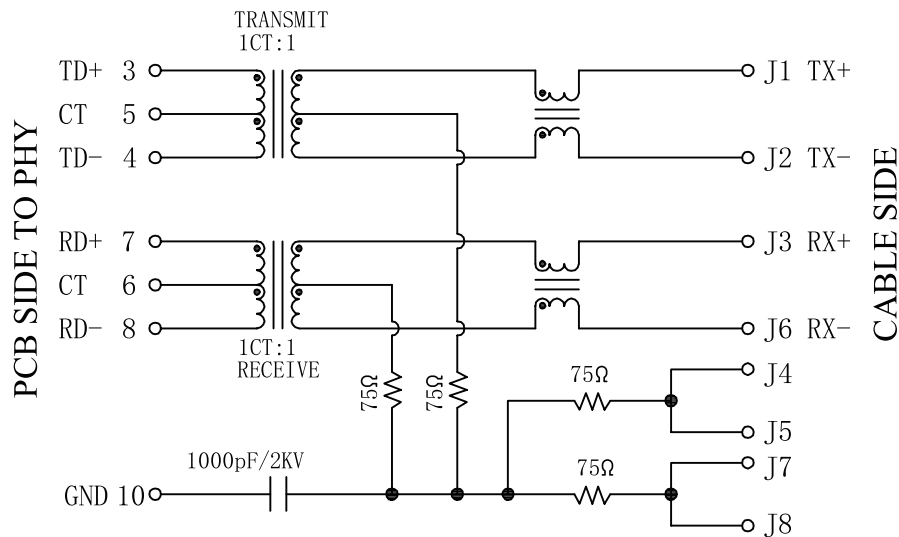 TRANSMIT
1CT:1
TD+ 3
J1 TX+
CT 5
TD- 4
J2 TX-
PCB SIDE TO PHY
CABLE SIDE
RD+ 7
J3 RX+
CT 6
RD- 8
J6 RX-
1CT:1
RECEIVE
75Ω
75Ω
75Ω
J4
J5
1000pF/2KV
75Ω
J7
GND 10
J8